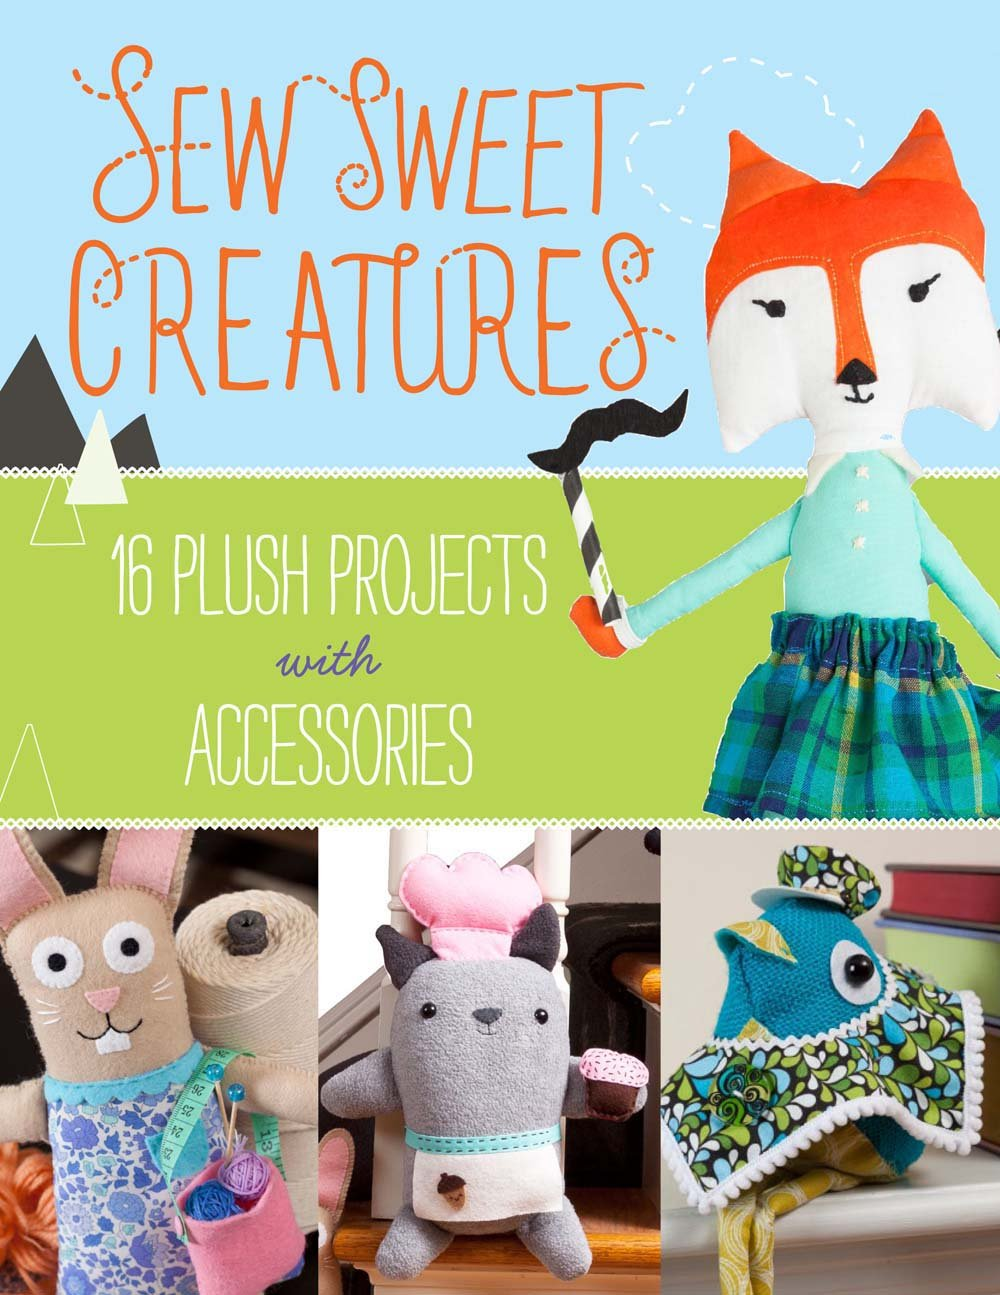 SEW SWEET
CREATURES
16 PLUSH PROJECTS
with
ACCESSORIES